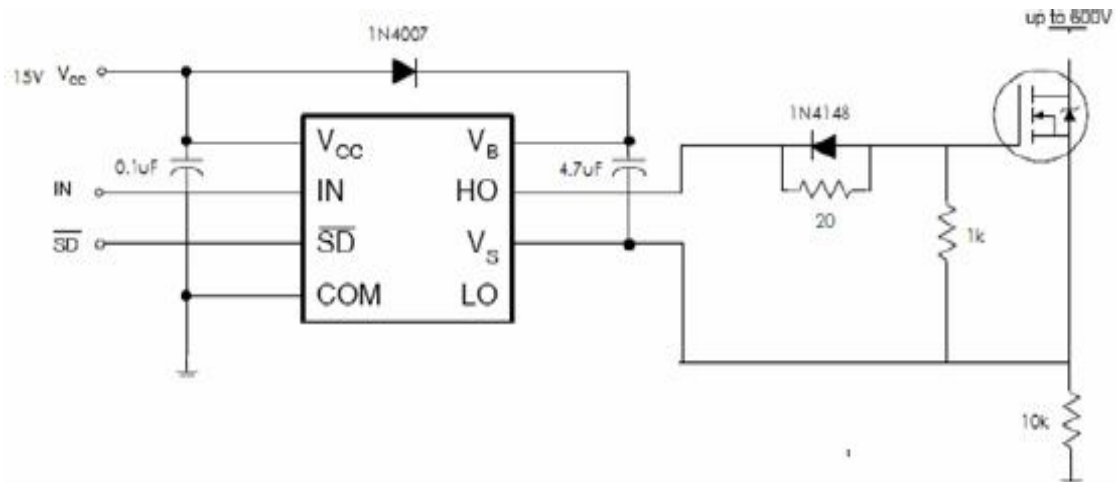 up to 600V
1N4007
15V Vcc
1N4148
VCC
VB
0.1uF
4.7uF
IN
IN
HO
20
SD
SD
VS
1k
COM
LO
10k